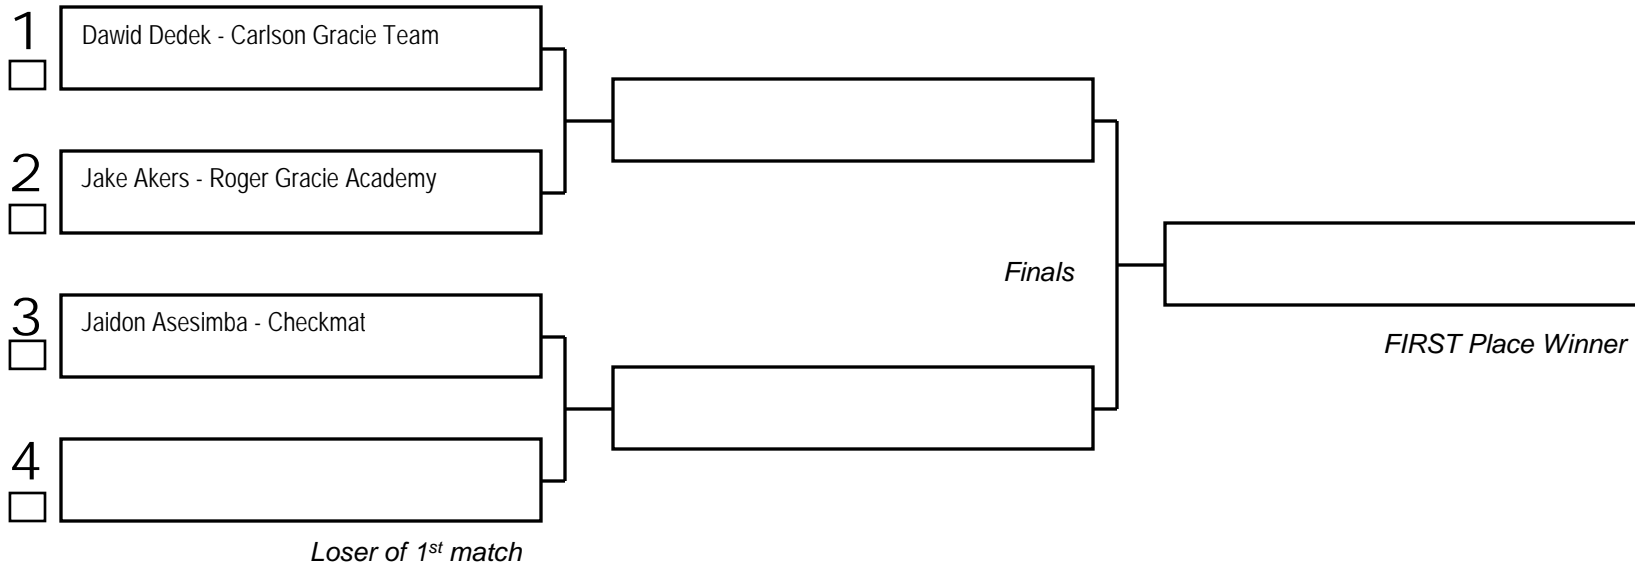 1
Dawid Dedek - Carlson Gracie Team
2
Jake Akers - Roger Gracie Academy
Finals
3
Jaidon Asesimba - Checkmat
FIRST Place Winner
4
Loser of 1st match